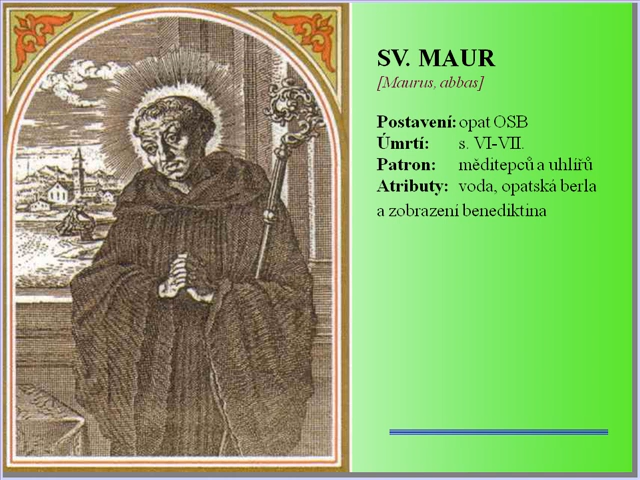 SV. MAUR
[Maurus, abbas]
Postavení: opat OSB
Úmrtí: s. VI-VII.
Patron: měditepců a uhlířů
Atributy: voda, opatská berla
a zobrazení benediktina